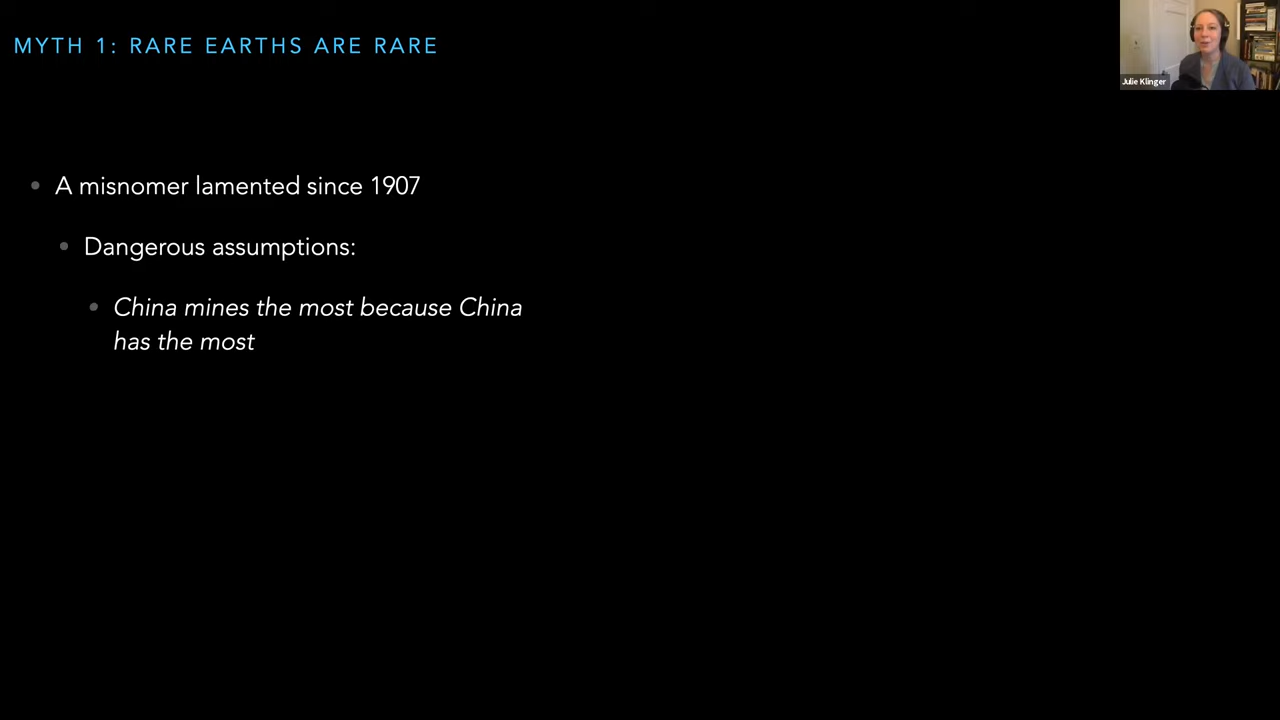 MYTH 1: RARE EARTHS ARE RARE
Julie Klinger
• A misnomer lamented since 1907
• Dangerous assumptions:
• China mines the most because China
has the most